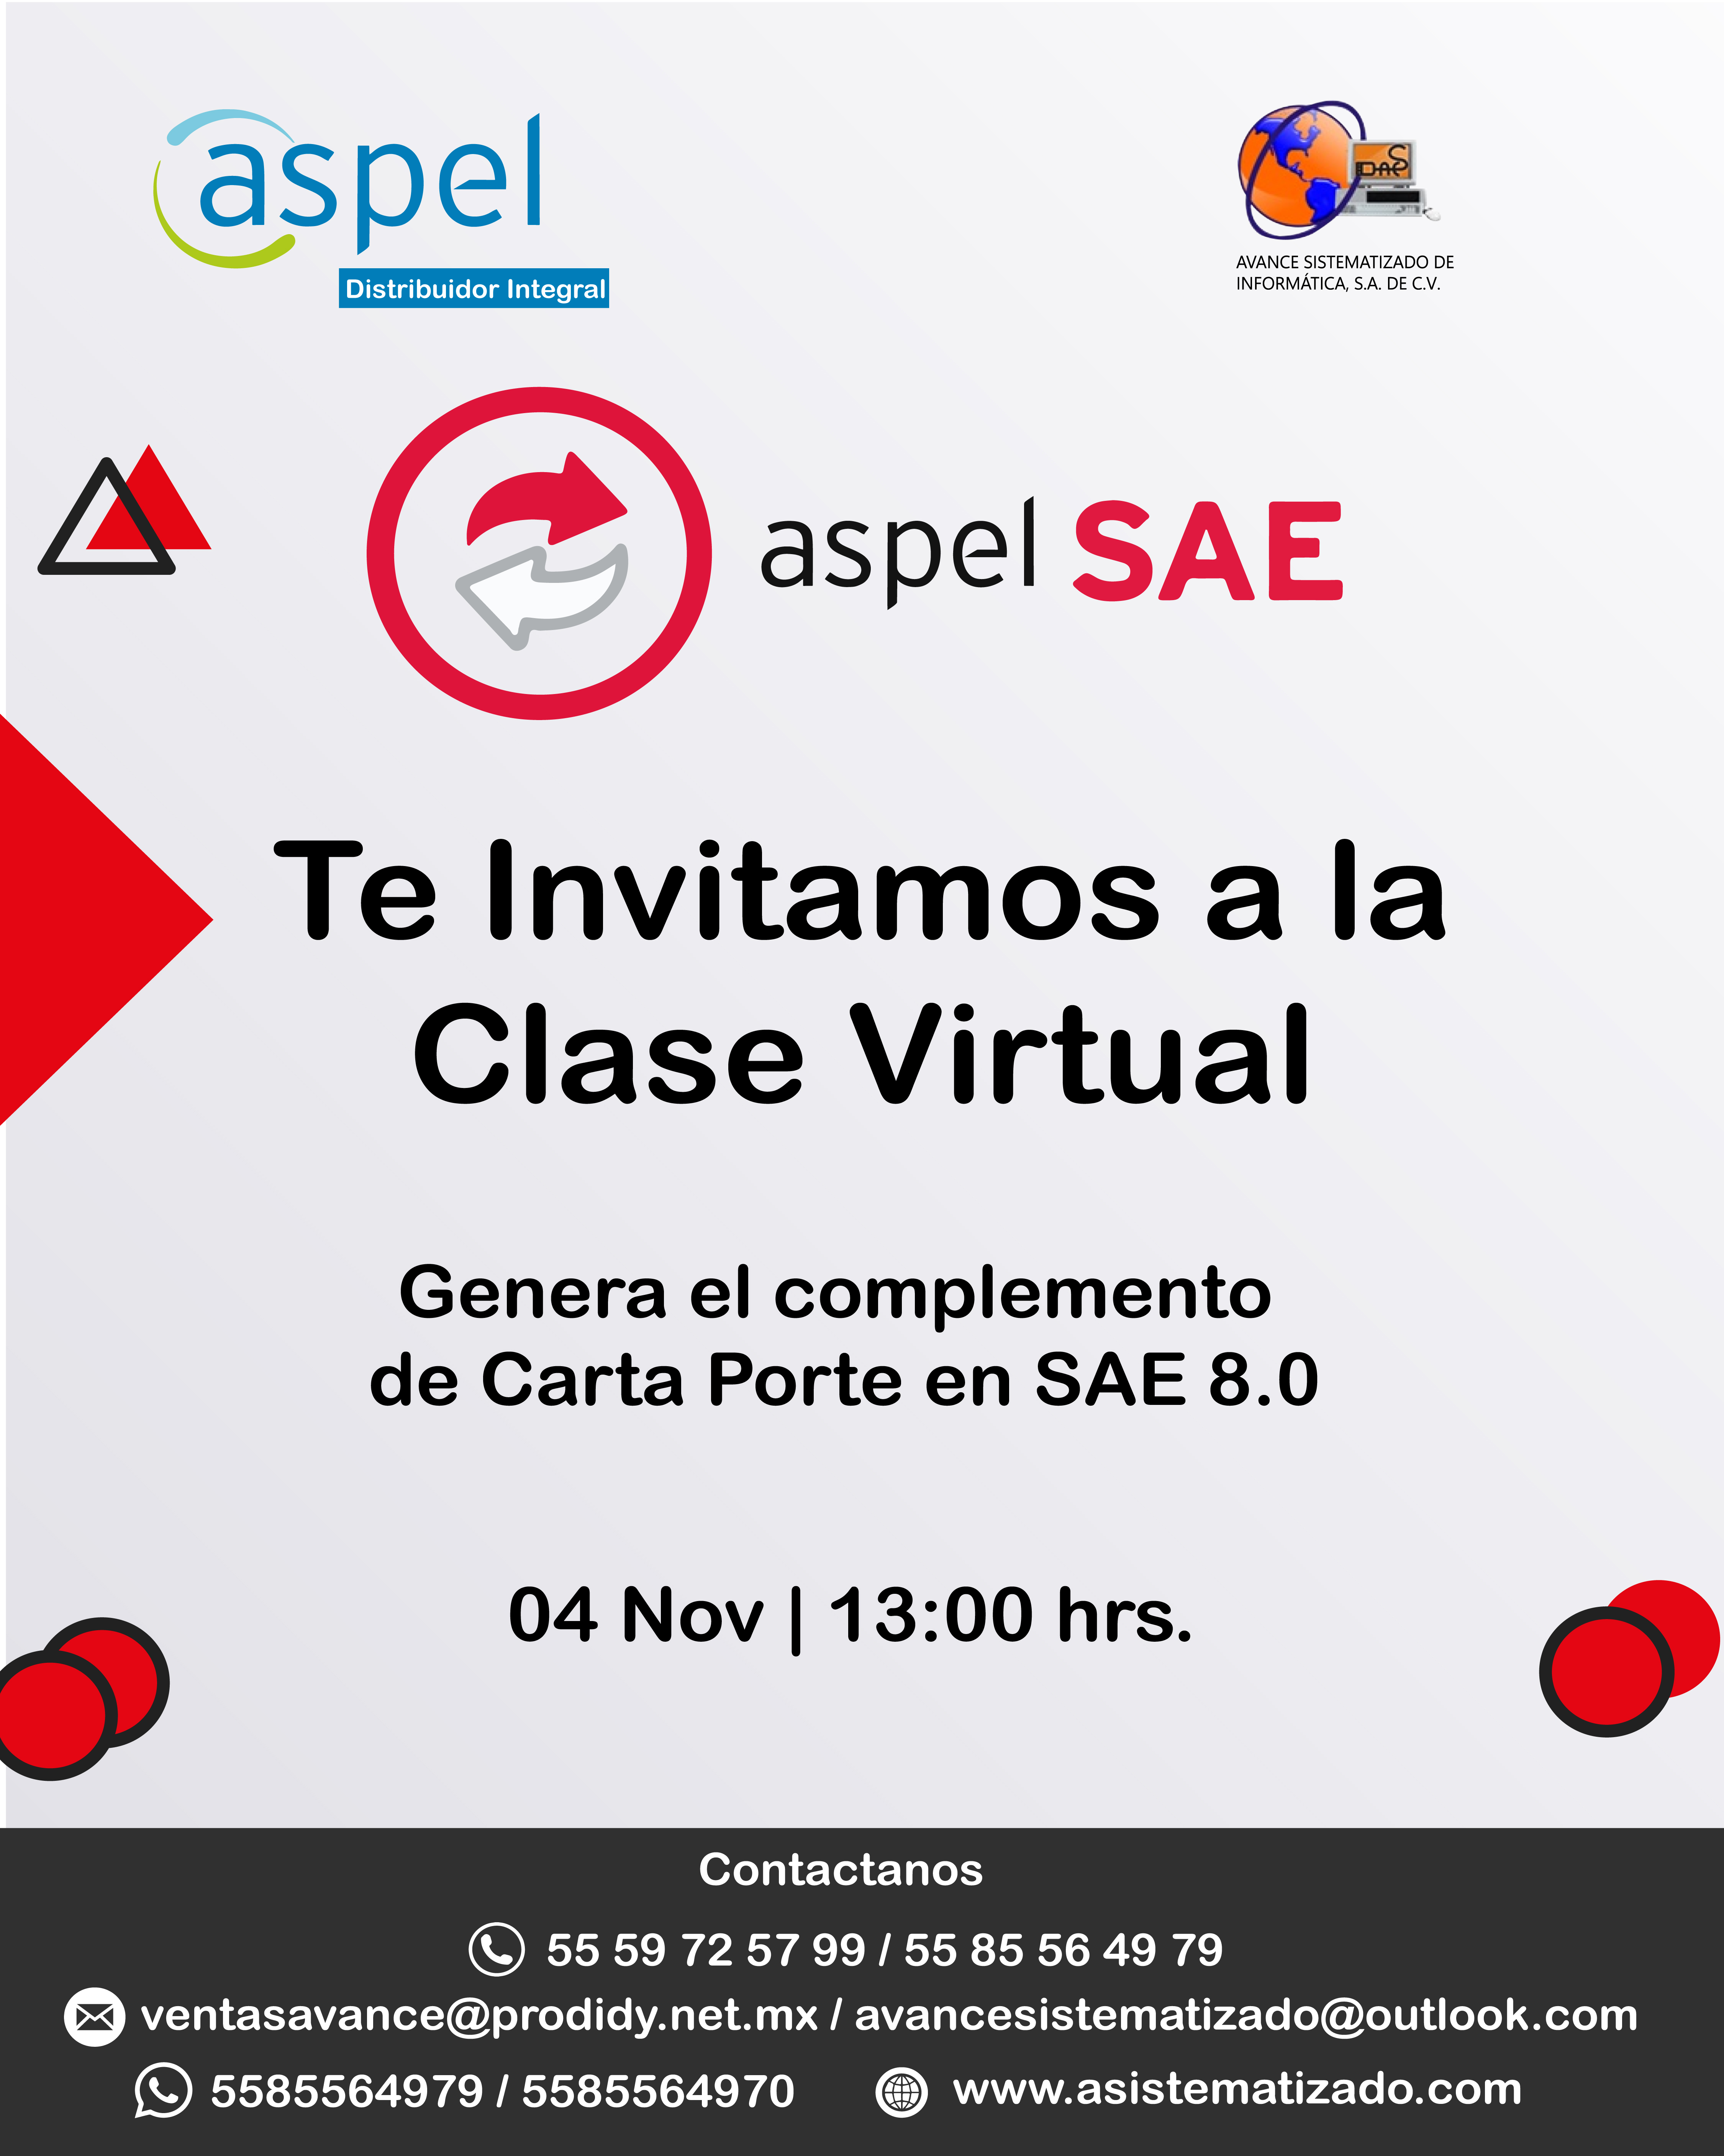 aspel
Distribuidor Integral
DAS
AVANCE SISTEMATIZADO DE
INFORMÁTICA, S.A. DE C.V.
aspel SAE
Te Invitamos a la
Clase Virtual
Genera el complemento
de Carta Porte en SAE 8.0
04 Nov | 13:00 hrs.
Contactanos
55 59 72 57 99 / 55 85 56 49 79
ventasavance@prodidy.net.mx / avancesistematizado@outlook.com
5585564979 / 5585564970 www.asistematizado.com